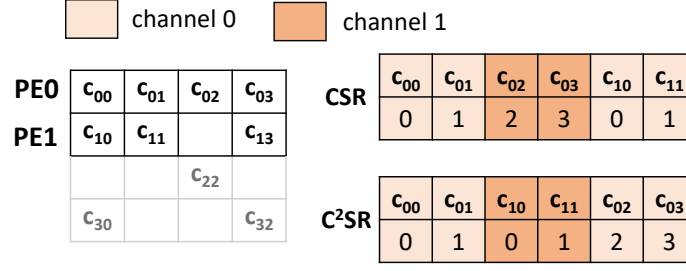 channel 0 channel 1
PE0 c00 c01 c02 c03
PE1 c10 c11 c13
c22
c30 c32
CSR c00 c01 c02 c03 c10 c11
0 1 2 3 0 1
C²SR c00 c01 c10 c11 c02 c03
0 1 0 1 2 3